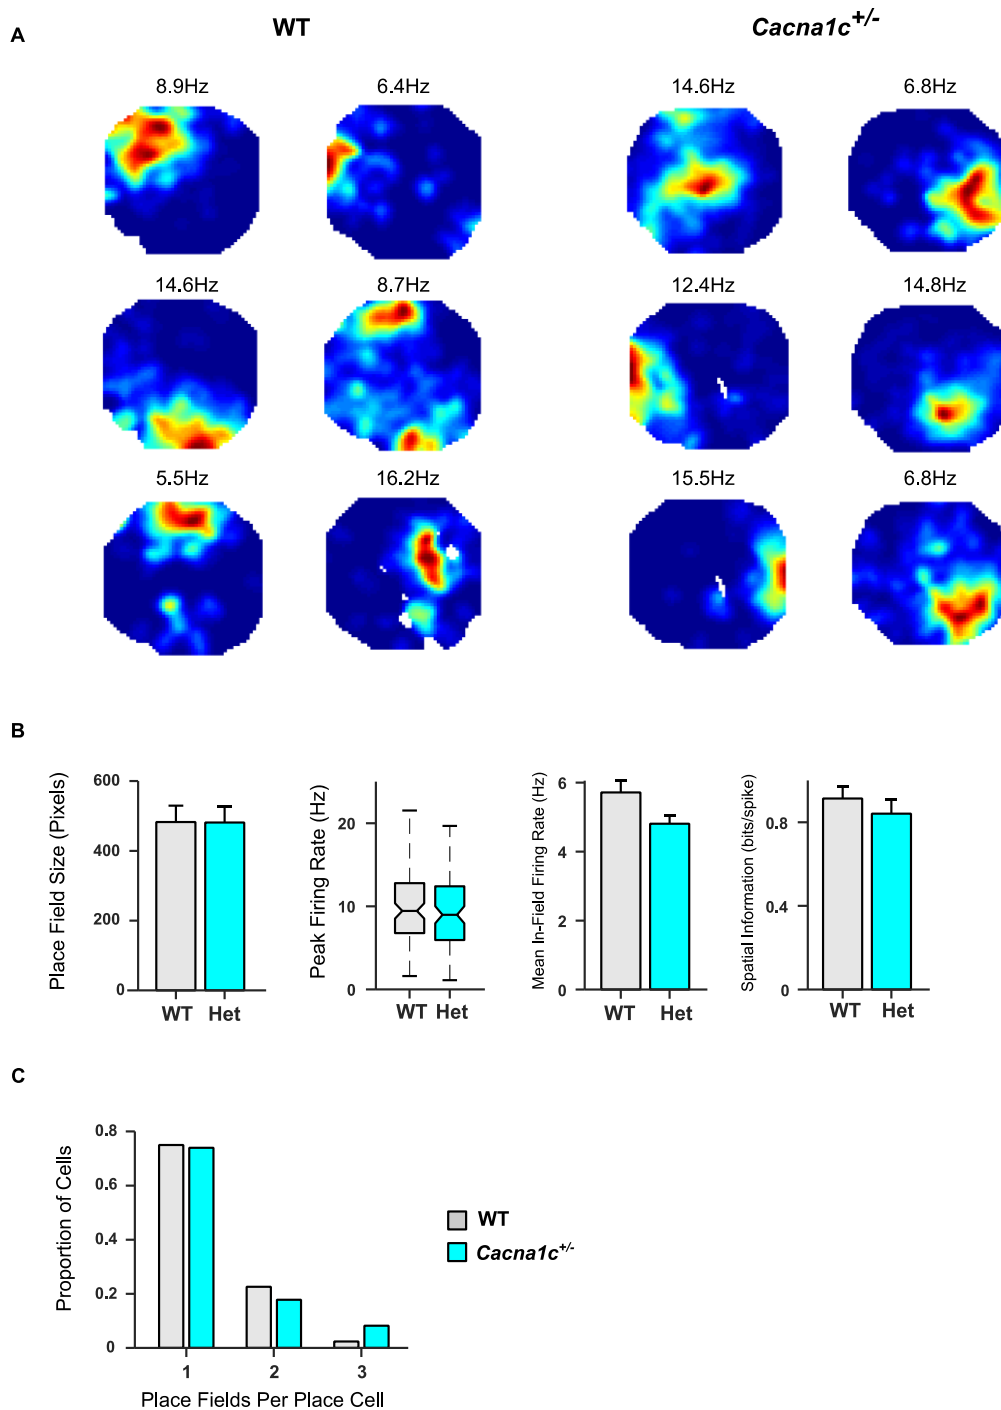 A
WT
Cacna1c+/-
8.9Hz
6.4Hz
14.6Hz
6.8Hz
14.6Hz
8.7Hz
12.4Hz
14.8Hz
5.5Hz
16.2Hz
15.5Hz
6.8Hz
B
Place Field Size (Pixels)
600
400
200
0
WT Het
Peak Firing Rate (Hz)
20
10
0
WT Het
Mean In-Field Firing Rate (Hz)
6
4
2
0
WT Het
Spatial Information (bits/spike)
0.8
0.4
0
WT Het
C
Proportion of Cells
0.8
0.6
0.4
0.2
0
1 2 3
Place Fields Per Place Cell
WT
Cacna1c+/-